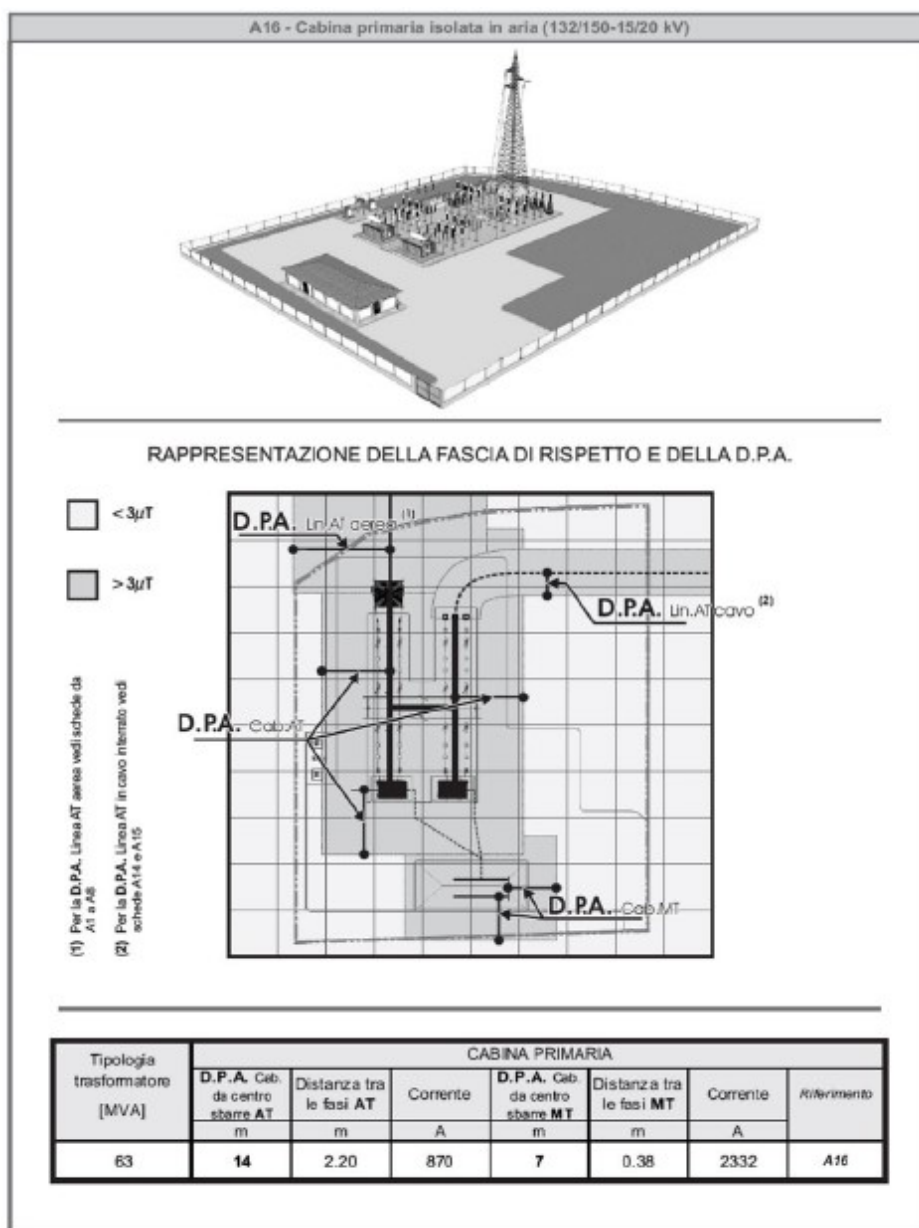 A16 - Cabina primaria isolata in aria (132/150-15/20 kV)
RAPPRESENTAZIONE DELLA FASCIA DI RISPETTO E DELLA D.P.A.
< 3μT
> 3μT
D.P.A. Lin.AT aerea (1)
D.P.A. Lin.AT cavo (2)
D.P.A. Cab.AT
D.P.A. Cab.MT
(1) Per la D.P.A. Linea AT aerea vedi schede da
A1 a A8
(2) Per la D.P.A. Linea AT in cavo interrato vedi
schede A14 e A15
Tipologia
trasformatore
[MVA]
CABINA PRIMARIA
D.P.A. Cab.
da centro
sbarre AT
Distanza tra
le fasi AT
Corrente
D.P.A. Cab.
da centro
sbarre MT
Distanza tra
le fasi MT
Corrente
Riferimento
m
m
A
m
m
A
63
14
2.20
870
7
0.38
2332
A16